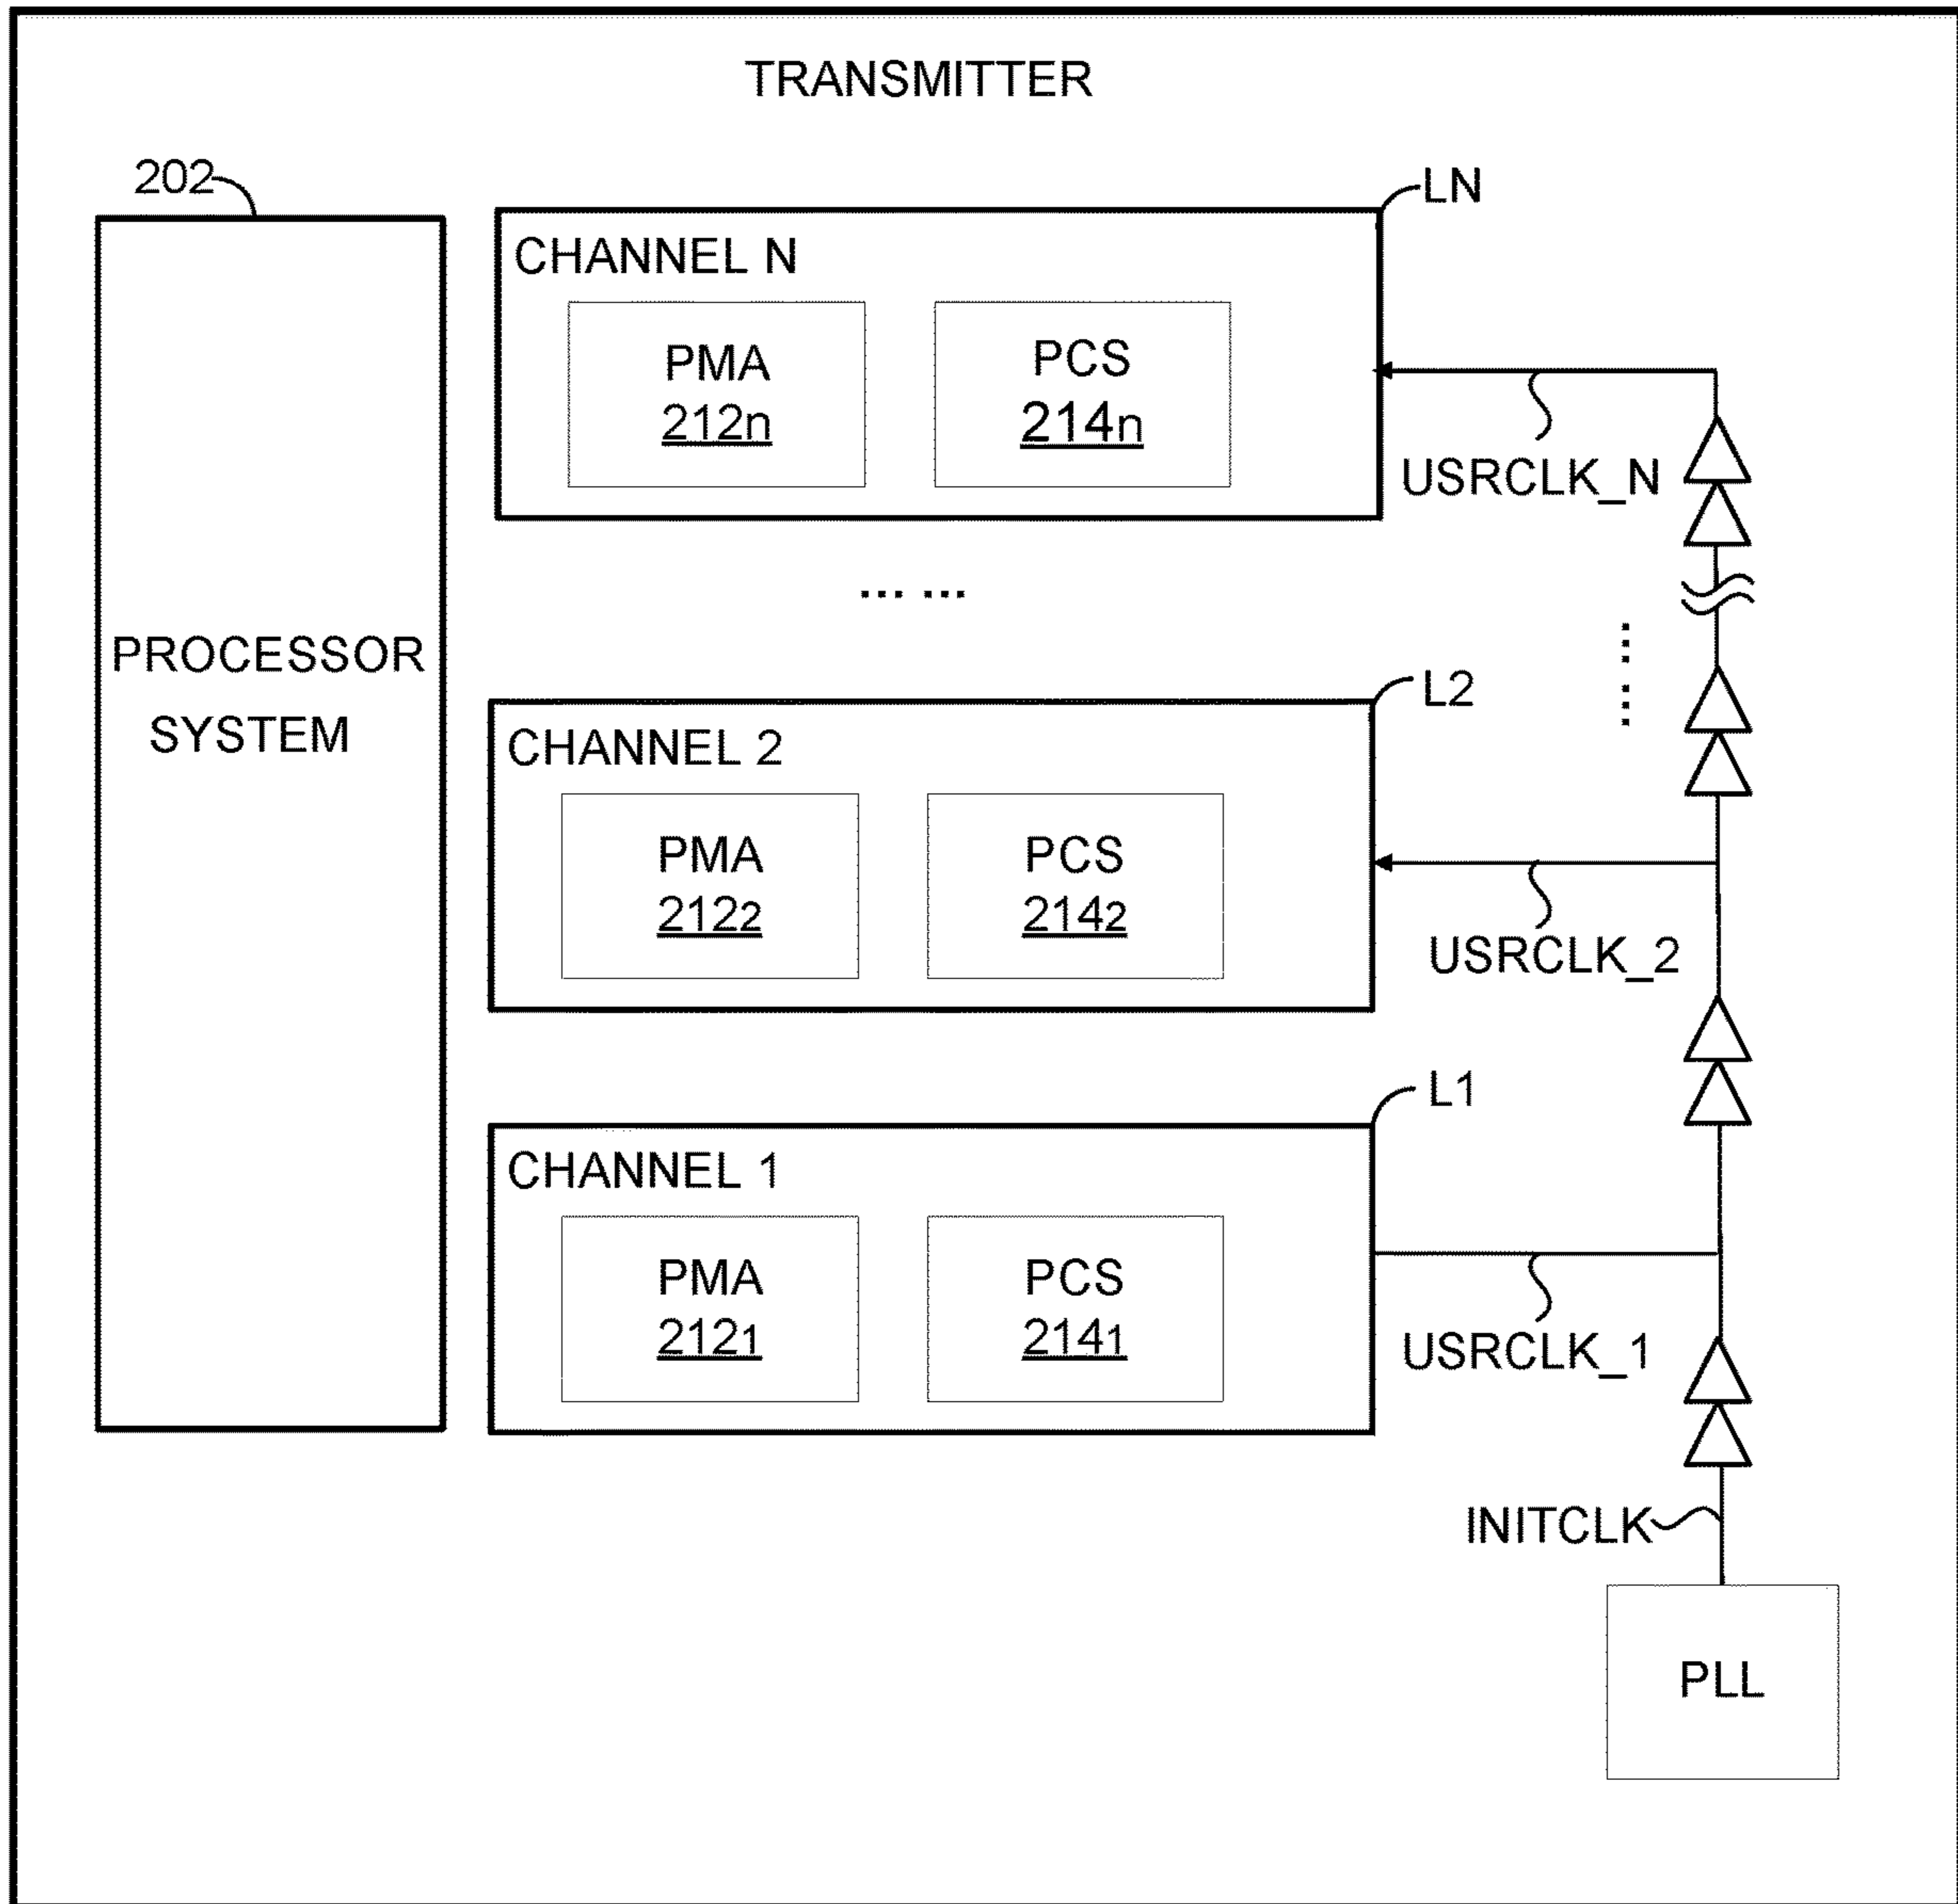 TRANSMITTER
202
PROCESSOR
SYSTEM
LN
CHANNEL N
PMA
212n
PCS
214n
USRCLK_N
... ...
... ...
L2
CHANNEL 2
PMA
2122
PCS
2142
USRCLK_2
L1
CHANNEL 1
PMA
2121
PCS
2141
USRCLK_1
INITCLK
PLL